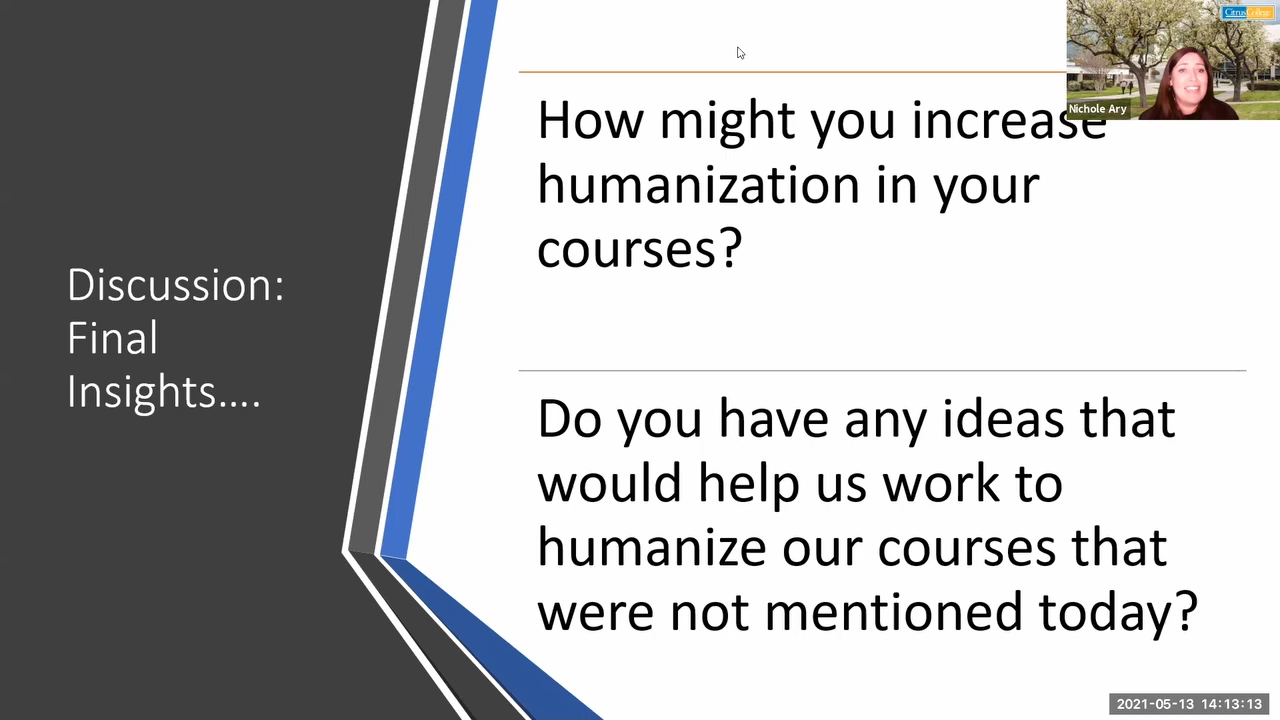 CitrusCollege
Nichole Ary
How might you increase
humanization in your
courses?
Discussion:
Final
Insights....
Do you have any ideas that
would help us work to
humanize our courses that
were not mentioned today?
2021-05-13 14:13:13